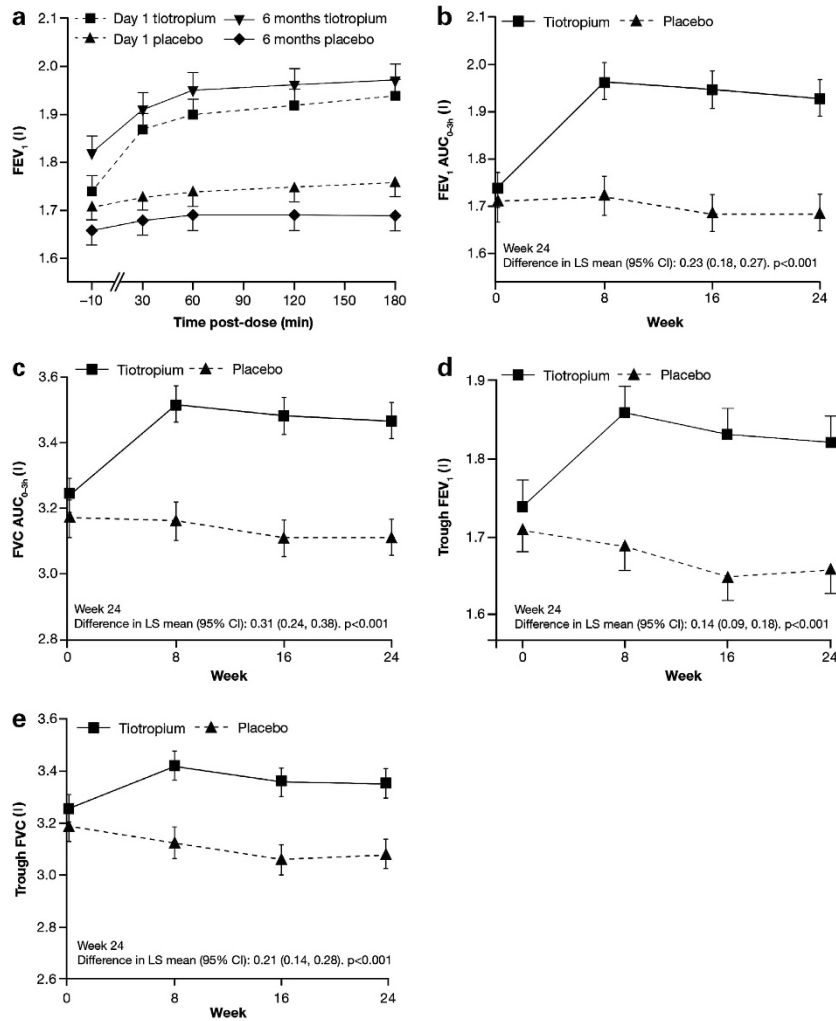 a
Day 1 tiotropium 6 months tiotropium
Day 1 placebo 6 months placebo
2.1
2.0
1.9
1.8
1.7
1.6
FEV1 (l)
–10 30 60 90 120 150 180
Time post-dose (min)
b
Tiotropium Placebo
2.1
2.0
1.9
1.8
1.7
1.6
FEV1 AUC0-3h (l)
Week 24
Difference in LS mean (95% CI): 0.23 (0.18, 0.27). p<0.001
0 8 16 24
Week
c
Tiotropium Placebo
3.6
3.4
3.2
3.0
2.8
FVC AUC0-3h (l)
Week 24
Difference in LS mean (95% CI): 0.31 (0.24, 0.38). p<0.001
0 8 16 24
Week
d
Tiotropium Placebo
1.9
1.8
1.7
1.6
Trough FEV1 (l)
Week 24
Difference in LS mean (95% CI): 0.14 (0.09, 0.18). p<0.001
0 8 16 24
Week
e
Tiotropium Placebo
3.6
3.4
3.2
3.0
2.8
2.6
Trough FVC (l)
Week 24
Difference in LS mean (95% CI): 0.21 (0.14, 0.28). p<0.001
0 8 16 24
Week